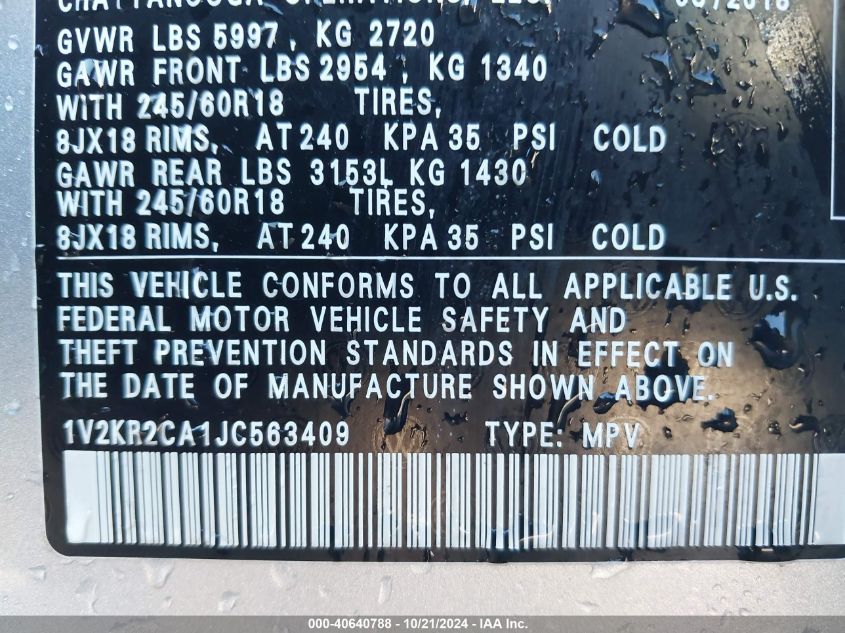 CHATTANOOGA OPERATIONS, LLC.
GVWR LBS 5997, KG 2720
GAWR FRONT LBS 2954, KG 1340
WITH 245/60R18 TIRES,
8JX18 RIMS, AT 240 KPA 35 PSI COLD
GAWR REAR LBS 3153L KG 1430
WITH 245/60R18 TIRES,
8JX18 RIMS, AT 240 KPA 35 PSI COLD
THIS VEHICLE CONFORMS TO ALL APPLICABLE U.S.
FEDERAL MOTOR VEHICLE SAFETY AND
THEFT PREVENTION STANDARDS IN EFFECT ON
THE DATE OF MANUFACTURE SHOWN ABOVE.
1V2KR2CA1JC563409 TYPE: MPV
000-40640788 - 10/21/2024 - IAA Inc.